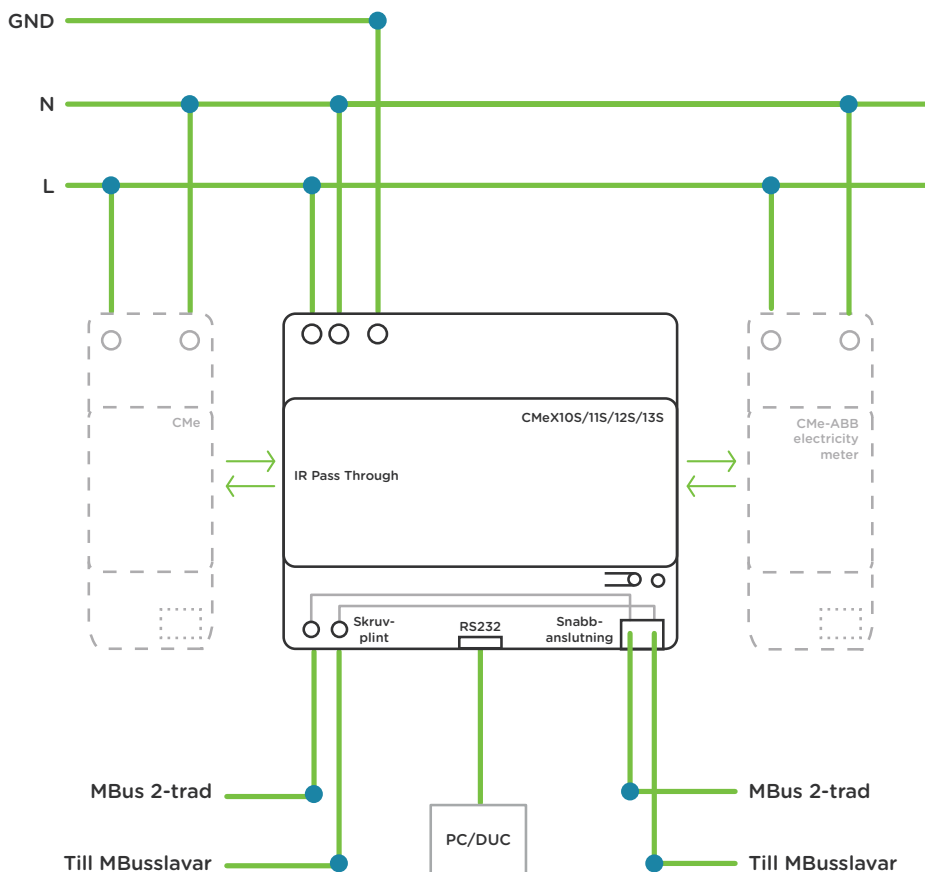 GND
N
L
CMe
CMeX10S/11S/12S/13S
CMe-ABB
electricity
meter
IR Pass Through
Skruv-
plint
RS232
Snabb-
anslutning
MBus 2-trad
MBus 2-trad
PC/DUC
Till MBusslavar
Till MBusslavar